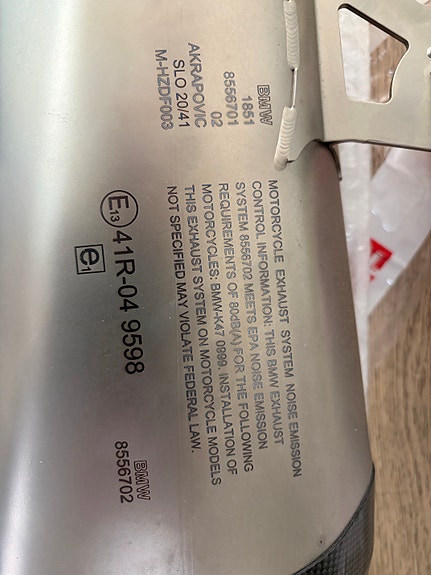 BMW
1851
8556701
02
AKRAPOVIC
SLO 20/41
M-HZDF003
MOTORCYCLE EXHAUST SYSTEM NOISE EMISSION
CONTROL INFORMATION: THIS BMW EXHAUST
SYSTEM 8556702 MEETS EPA NOISE EMISSION
REQUIREMENTS OF 80dB(A) FOR THE FOLLOWING
MOTORCYCLES: BMW-K47 0999. INSTALLATION OF
THIS EXHAUST SYSTEM ON MOTORCYCLE MODELS
NOT SPECIFIED MAY VIOLATE FEDERAL LAW.
E13 41R-04 9598
e1
BMW
8556702